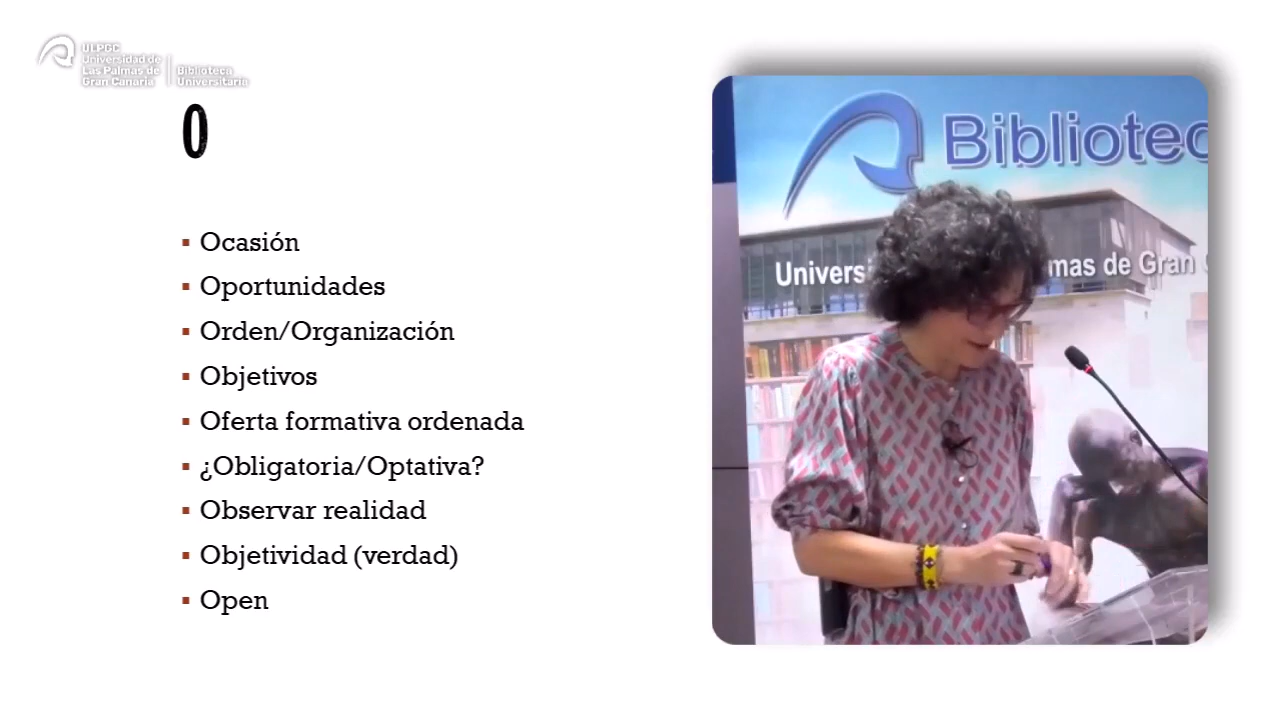 ULPGC
Universidad de
Las Palmas de
Gran Canaria
Biblioteca
Universitaria
O
Ocasión
Oportunidades
Orden/Organización
Objetivos
Oferta formativa ordenada
¿Obligatoria/Optativa?
Observar realidad
Objetividad (verdad)
Open
Bibliotec
Univers
mas de Gran